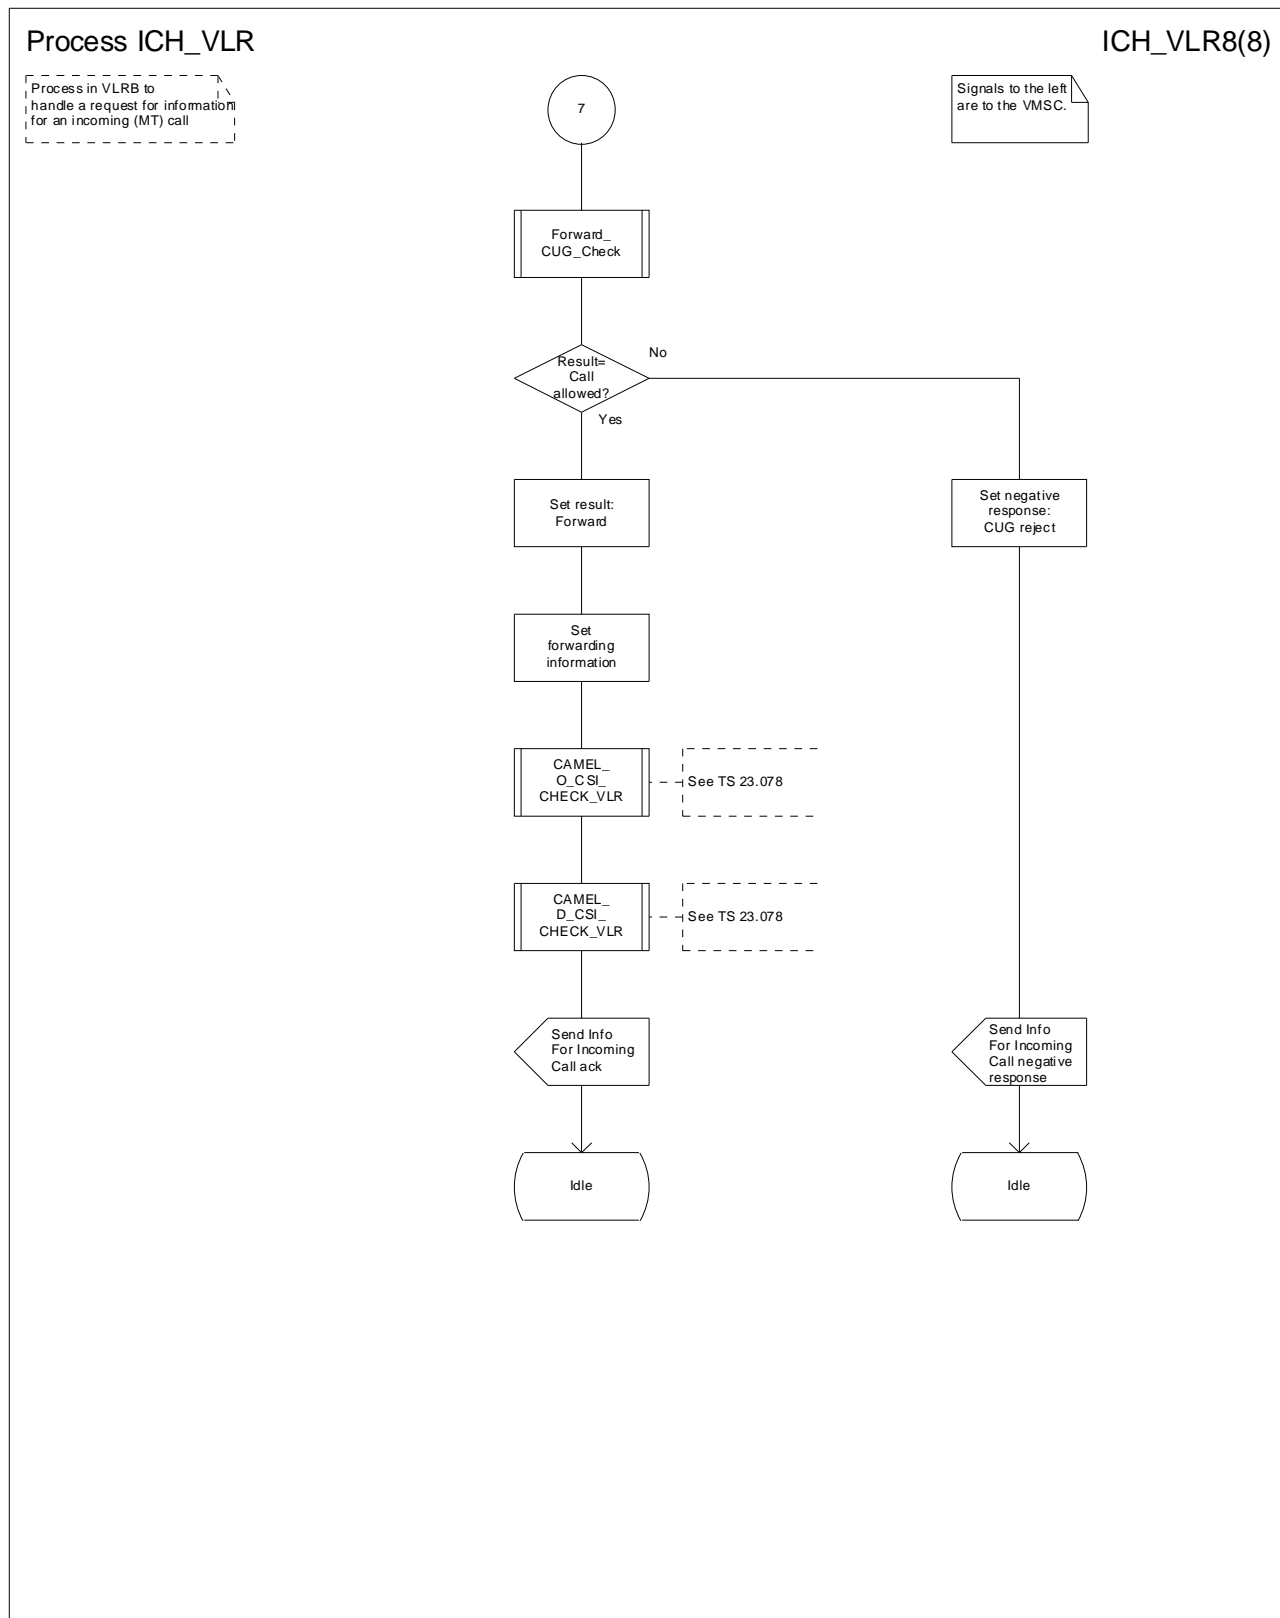 Process ICH_VLR
ICH_VLR8(8)
Process in VLRB to
handle a request for information
for an incoming (MT) call
7
Signals to the left
are to the VMSC.
Forward_
CUG_Check
Result=
Call
allowed?
No
Yes
Set result:
Forward
Set negative
response:
CUG reject
Set
forwarding
information
CAMEL_
O_CSI_
CHECK_VLR
See TS 23.078
CAMEL_
D_CSI_
CHECK_VLR
See TS 23.078
Send Info
For Incoming
Call ack
Send Info
For Incoming
Call negative
response
Idle
Idle